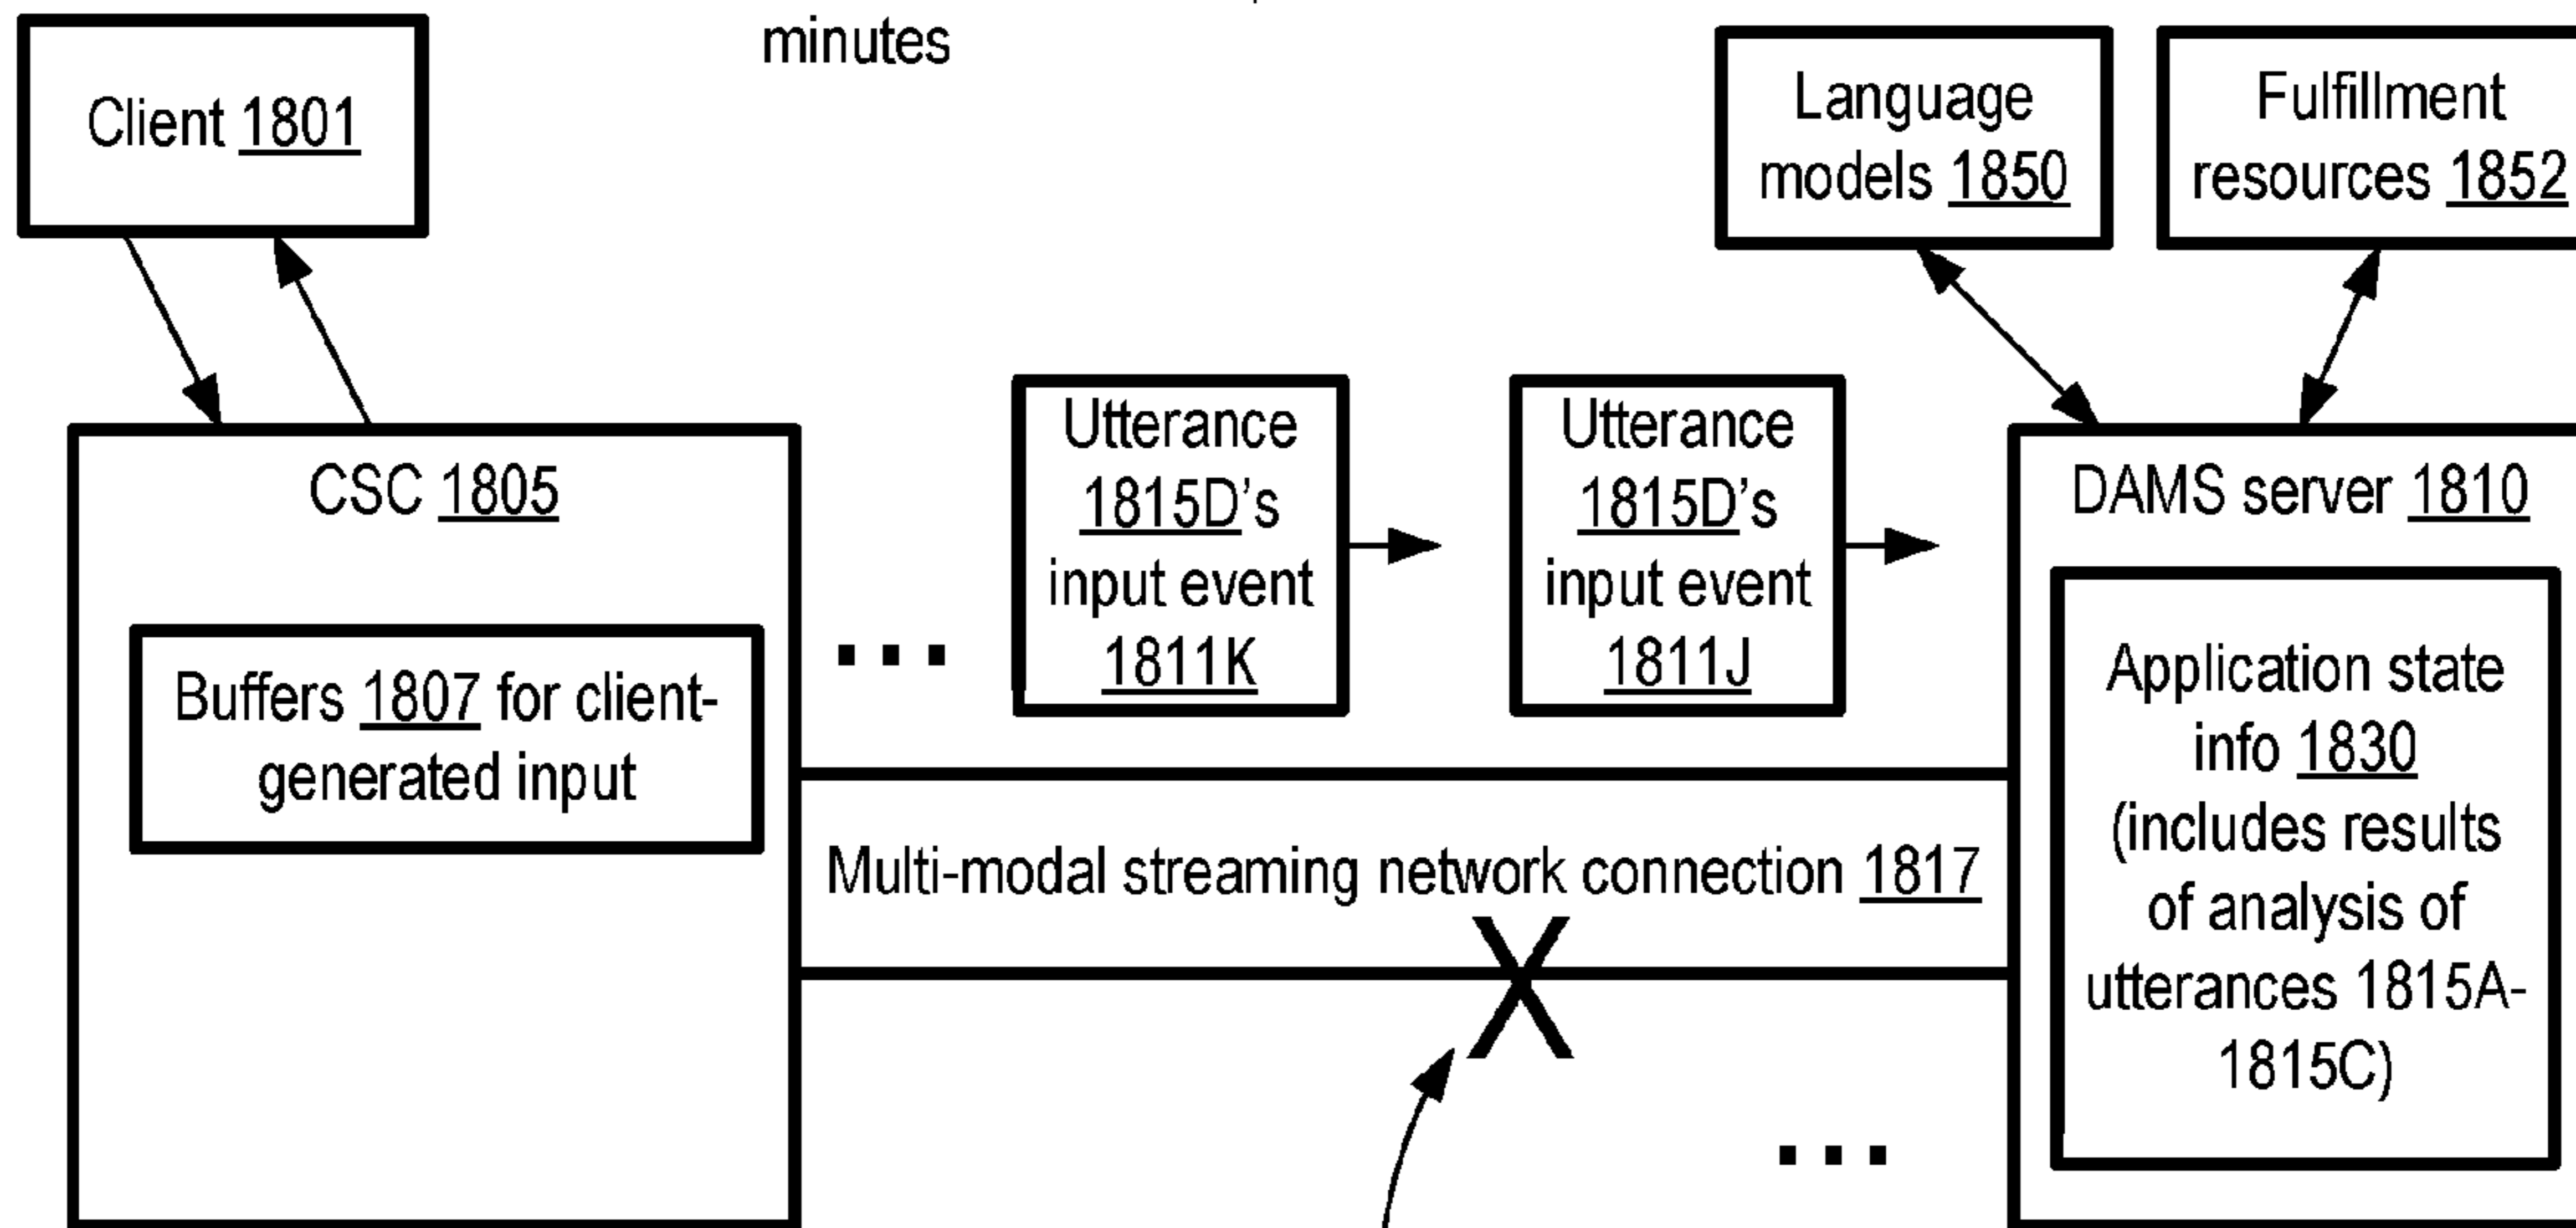 minutes
Client 1801
Language
models 1850
Fulfillment
resources 1852
CSC 1805
Buffers 1807 for client-
generated input
...
Utterance
1815D's
input event
1811K
Utterance
1815D's
input event
1811J
Multi-modal streaming network connection 1817
X
...
DAMS server 1810
Application state
info 1830
(includes results
of analysis of
utterances 1815A-
1815C)